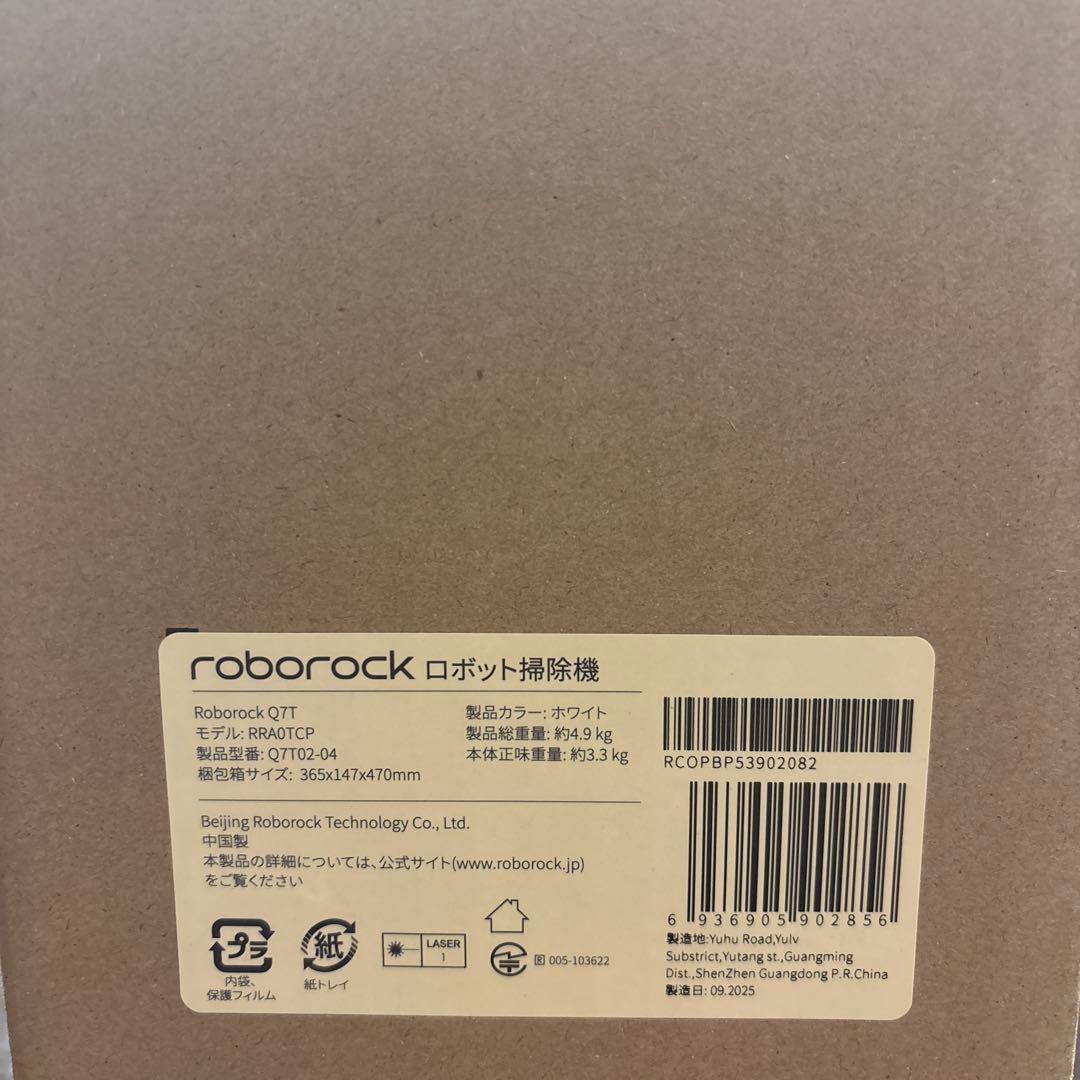 roborock ロボット掃除機
Roborock Q7T
モデル: RRA0TCP
製品型番: Q7T02-04
梱包箱サイズ: 365x147x470mm
製品カラー: ホワイト
製品総重量: 約4.9 kg
本体正味重量: 約3.3 kg
Beijing Roborock Technology Co., Ltd.
中国製
本製品の詳細については、公式サイト(www.roborock.jp)
をご覧ください
プラ
内袋、
保護フィルム
紙
紙トレイ
LASER
1
005-103622
RCOPBP53902082
6 936905 902856
製造地:Yuhu Road,Yulv
Substrict,Yutang st.,Guangming
Dist.,ShenZhen Guangdong P.R.China
製造日: 09.2025